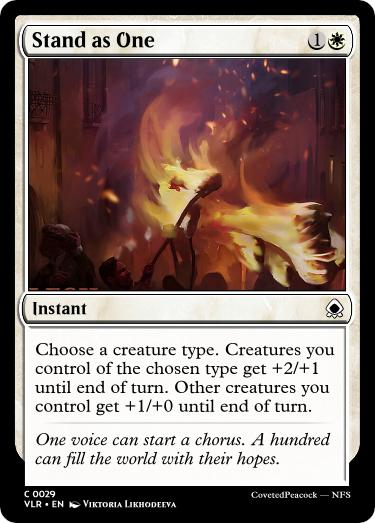 Stand as One
1
Instant
Choose a creature type. Creatures you
control of the chosen type get +2/+1
until end of turn. Other creatures you
control get +1/+0 until end of turn.
One voice can start a chorus. A hundred
can fill the world with their hopes.
C 0029
VLR • EN Viktoria Likhodeeva
CovetedPeacock — NFS